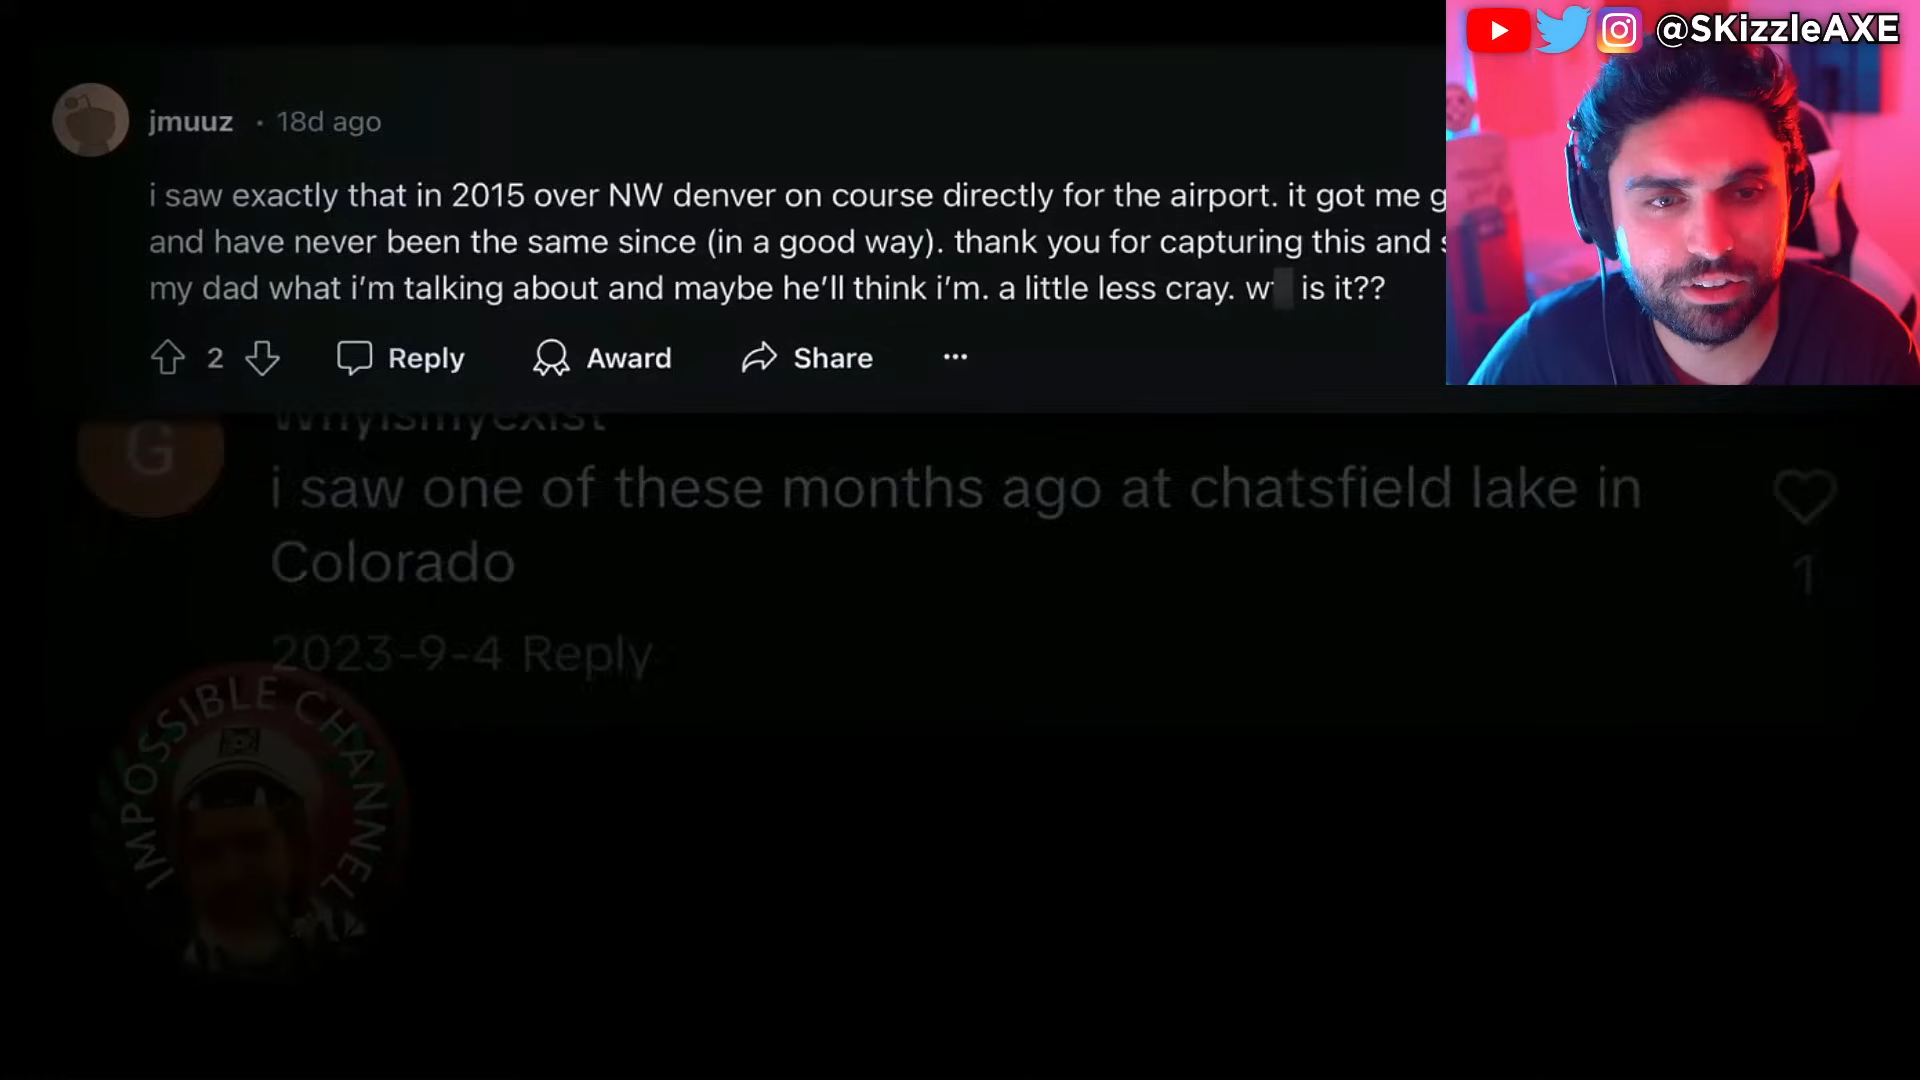 @SKizzleAXE
jmuuz · 18d ago
i saw exactly that in 2015 over NW denver on course directly for the airport. it got me
and have never been the same since (in a good way). thank you for capturing this and
my dad what i'm talking about and maybe he'll think i'm. a little less cray. is it??
2 Reply Award Share ...
whyismyexist
G
i saw one of these months ago at chatsfield lake in
Colorado
1
2023-9-4 Reply
IMPOSSIBLE CHANNEL